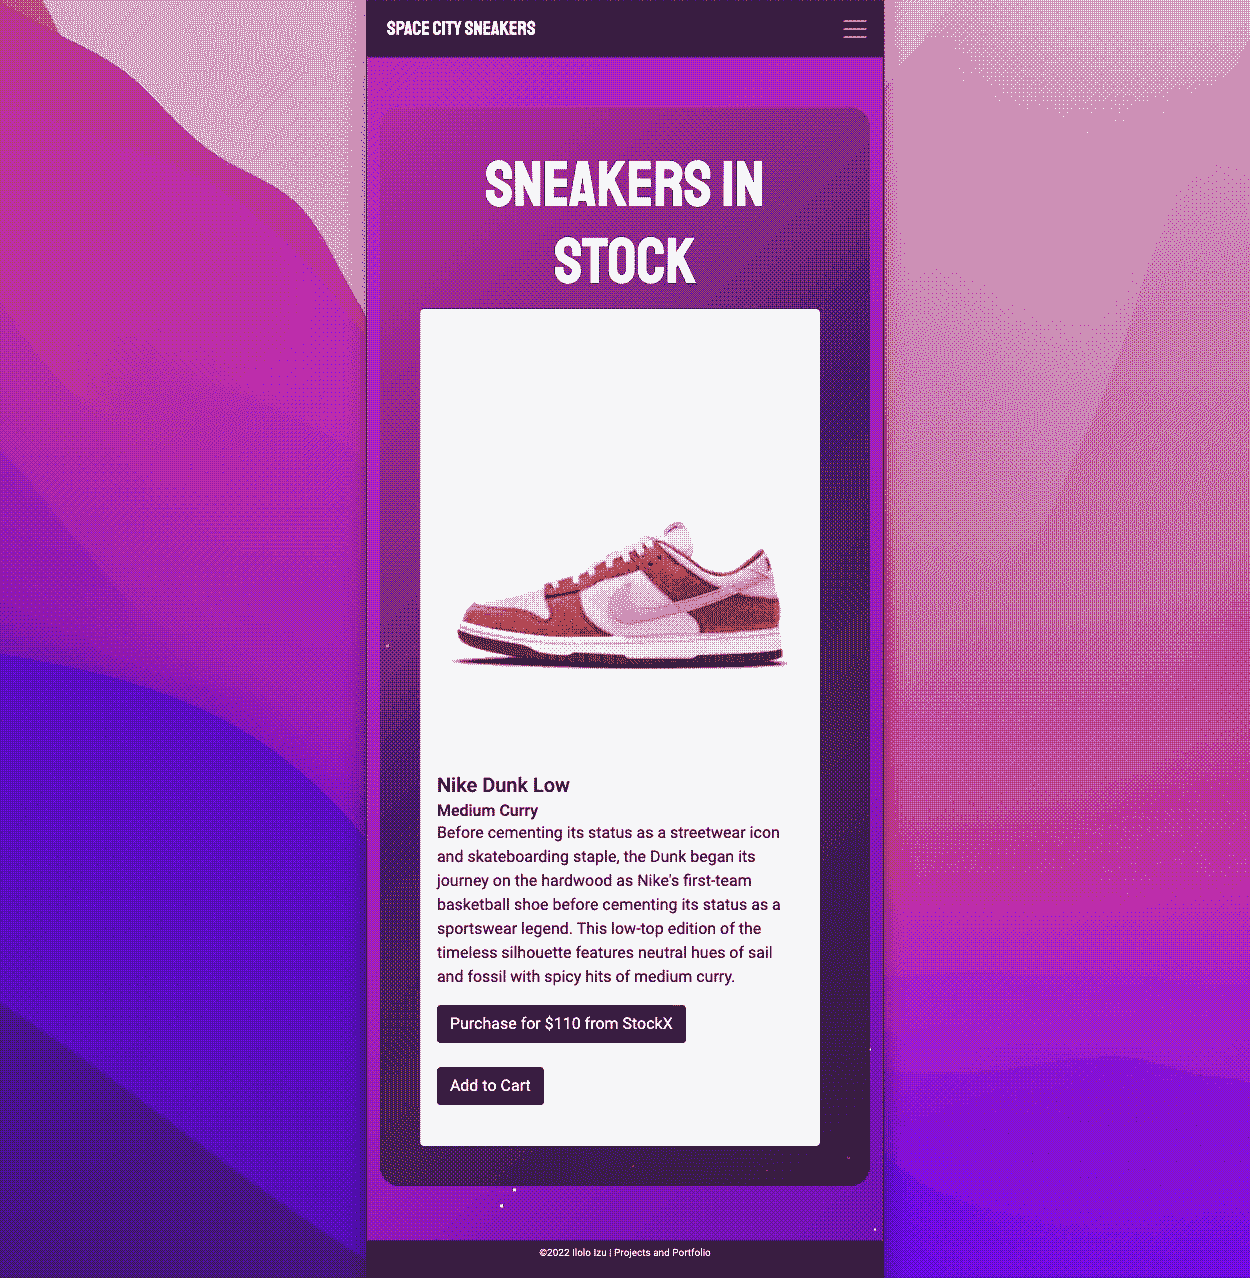 SPACE CITY SNEAKERS
SNEAKERS IN
STOCK
Nike Dunk Low
Medium Curry
Before cementing its status as a streetwear icon
and skateboarding staple, the Dunk began its
journey on the hardwood as Nike's first-team
basketball shoe before cementing its status as a
sportswear legend. This low-top edition of the
timeless silhouette features neutral hues of sail
and fossil with spicy hits of medium curry.
Purchase for $110 from StockX
Add to Cart
©2022 Ilolo Izu | Projects and Portfolio